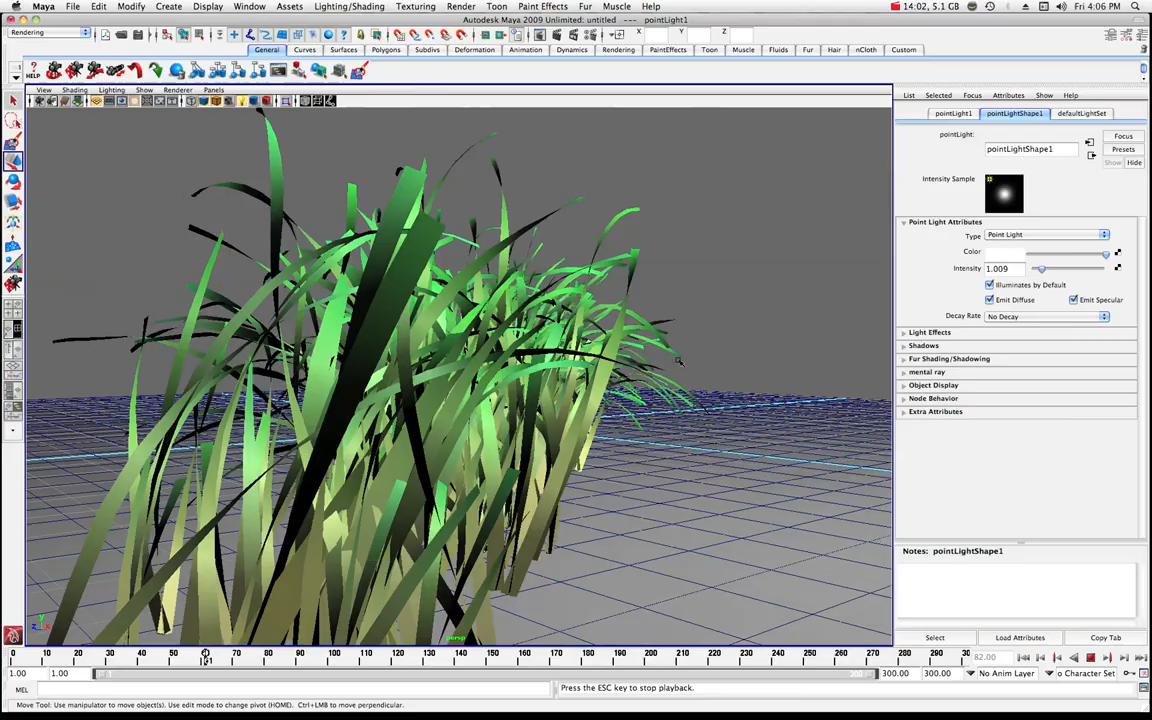 Maya File Edit Modify Create Display Window Assets Lighting/Shading Texturing Render Toon Paint Effects Fur Muscle Help 14:02, 5.1 GB Fri 4:06 PM
Autodesk Maya 2009 Unlimited: untitled --- pointLight1
Rendering X Y Z
General Curves Surfaces Polygons Subdivs Deformation Animation Dynamics Rendering PaintEffects Toon Muscle Fluids Fur Hair nCloth Custom
HELP
View Shading Lighting Show Renderer Panels
List Selected Focus Attributes Show Help
pointLight1 pointLightShape1 defaultLightSet
pointLight: pointLightShape1
Focus
Presets
Show Hide
Intensity Sample
Point Light Attributes
Type Point Light
Color
Intensity 1.009
Illuminates by Default
Emit Diffuse Emit Specular
Decay Rate No Decay
Light Effects
Shadows
Fur Shading/Shadowing
mental ray
Object Display
Node Behavior
Extra Attributes
Notes: pointLightShape1
Select Load Attributes Copy Tab
persp
0 10 20 30 40 50 60 70 80 90 100 110 120 130 140 150 160 170 180 190 200 210 220 230 240 250 260 270 280 290 30 82.00
1.00 1.00 300.00 300.00 No Anim Layer o Character Set
MEL Press the ESC key to stop playback.
Move Tool: Use manipulator to move object(s). Use edit mode to change pivot (HOME). Ctrl+LMB to move perpendicular.